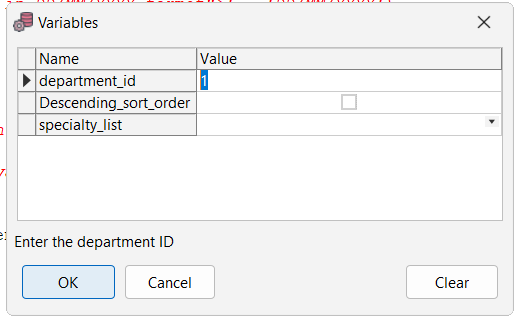 Variables
Name Value
department_id 1
Descending_sort_order
specialty_list
Enter the department ID
OK Cancel Clear